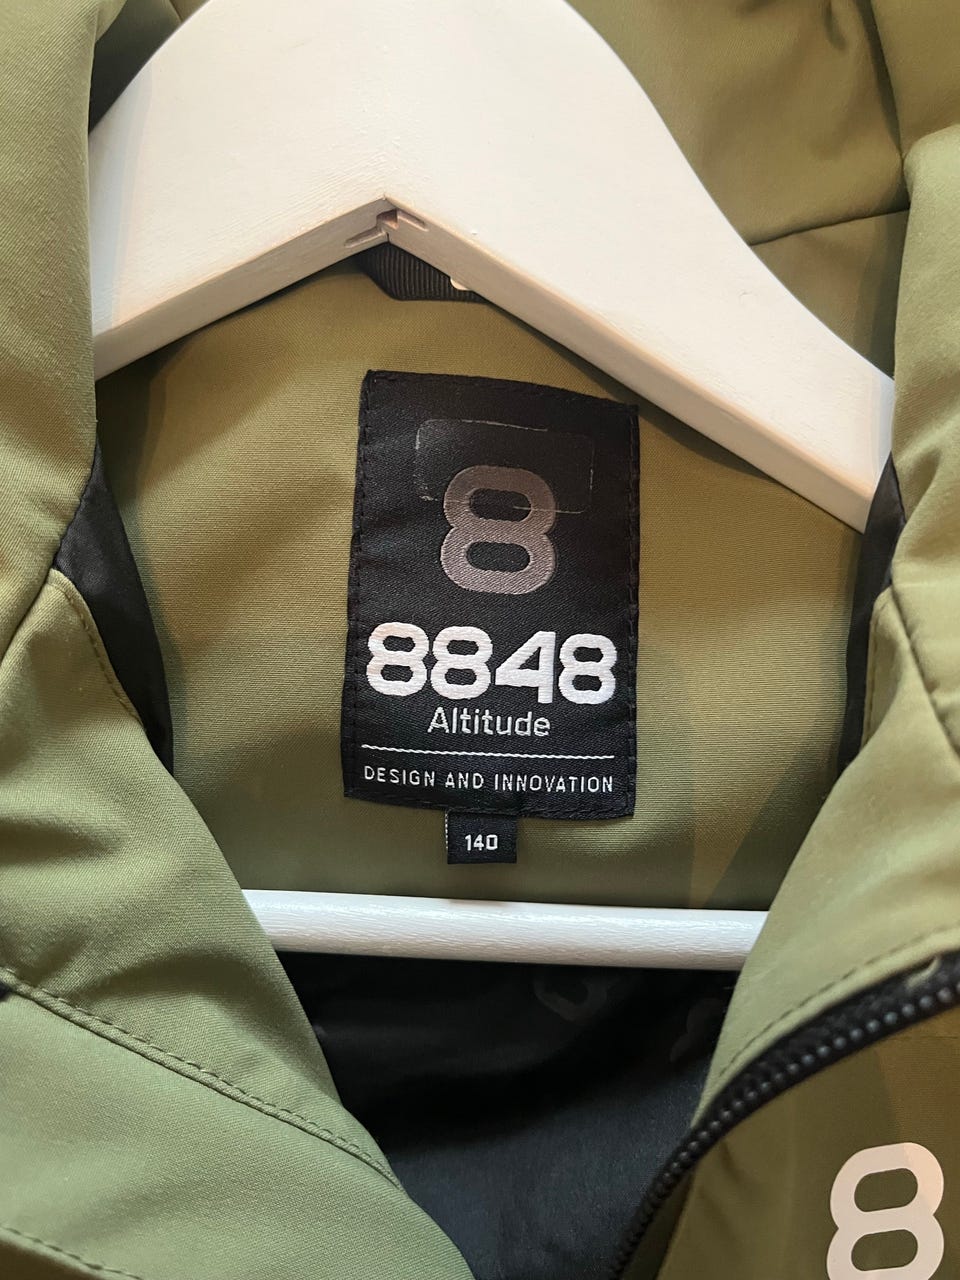 8
8848
Altitude
DESIGN AND INNOVATION
140
8